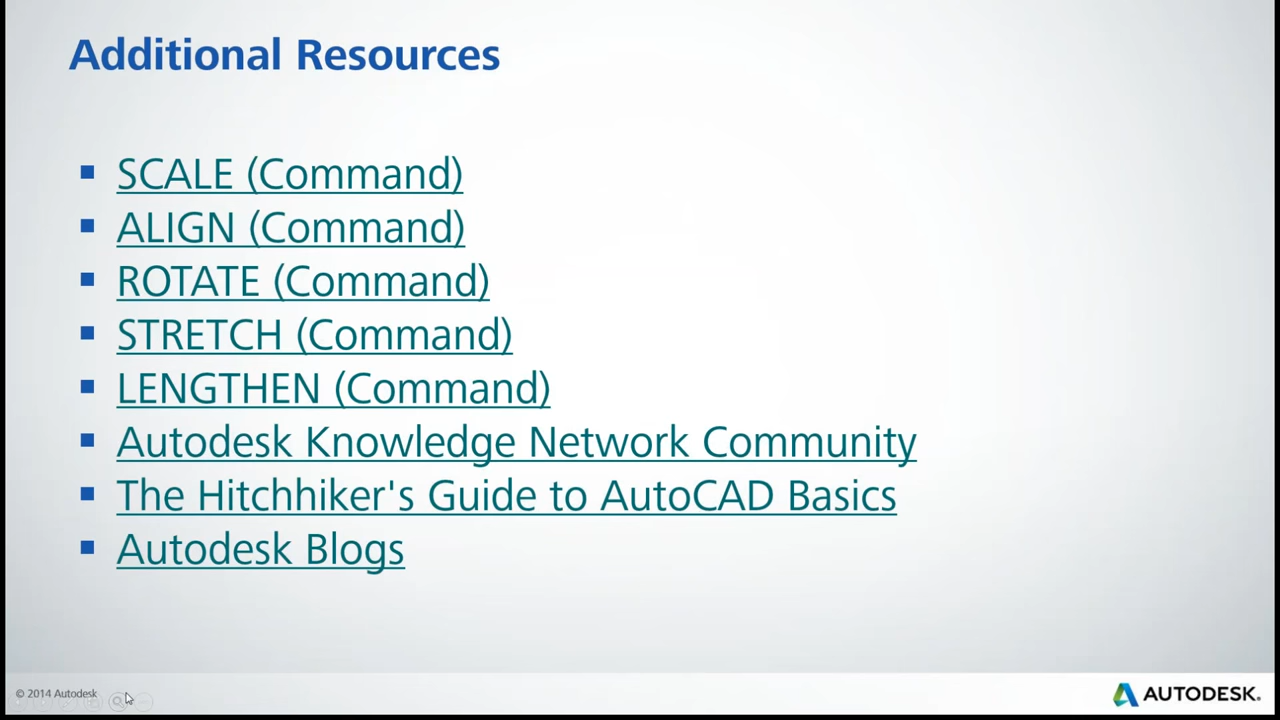 Additional Resources
SCALE (Command)
ALIGN (Command)
ROTATE (Command)
STRETCH (Command)
LENGTHEN (Command)
Autodesk Knowledge Network Community
The Hitchhiker's Guide to AutoCAD Basics
Autodesk Blogs
© 2014 Autodesk
AUTODESK.